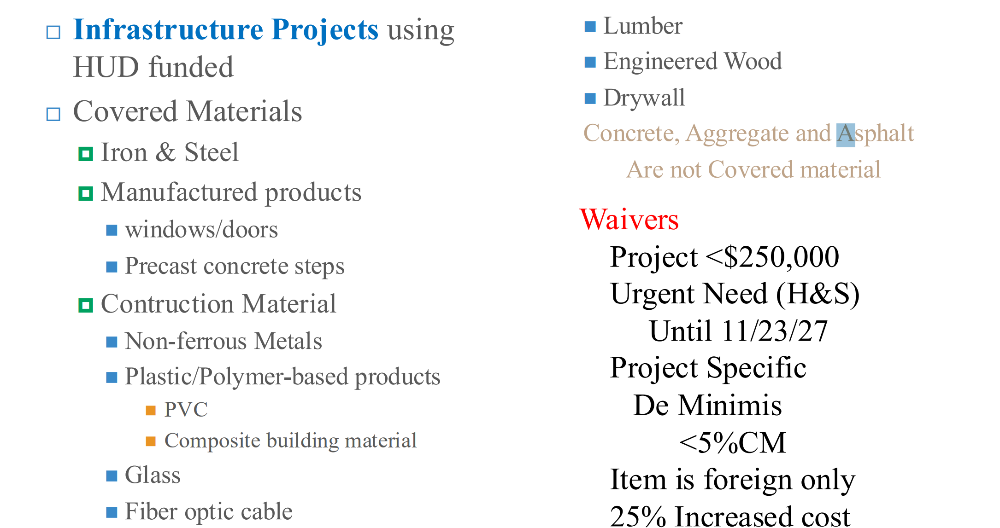 Infrastructure Projects using
HUD funded
Covered Materials
Iron & Steel
Manufactured products
windows/doors
Precast concrete steps
Contruction Material
Non-ferrous Metals
Plastic/Polymer-based products
PVC
Composite building material
Glass
Fiber optic cable
Lumber
Engineered Wood
Drywall
Concrete, Aggregate and Asphalt
Are not Covered material
Waivers
Project <$250,000
Urgent Need (H&S)
Until 11/23/27
Project Specific
De Minimis
<5%CM
Item is foreign only
25% Increased cost